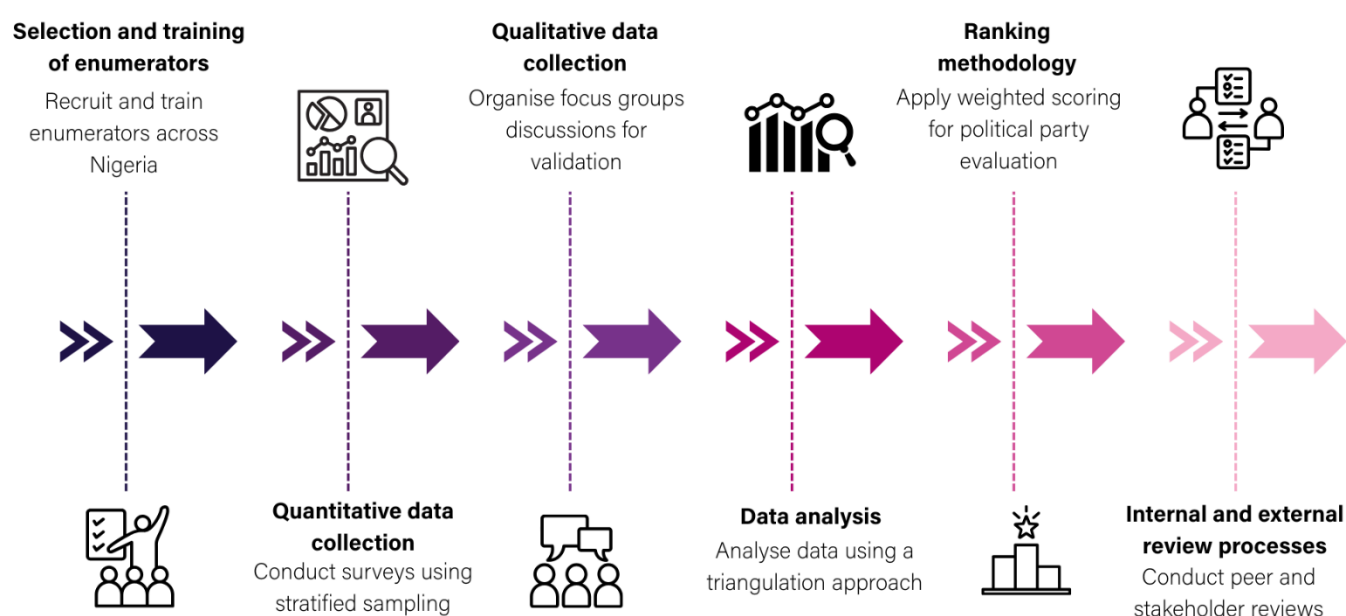 Selection and training
of enumerators
Recruit and train
enumerators across
Nigeria
Quantitative data
collection
Conduct surveys using
stratified sampling
Qualitative data
collection
Organise focus groups
discussions for
validation
Data analysis
Analyse data using a
triangulation approach
Ranking
methodology
Apply weighted scoring
for political party
evaluation
Internal and external
review processes
Conduct peer and
stakeholder reviews